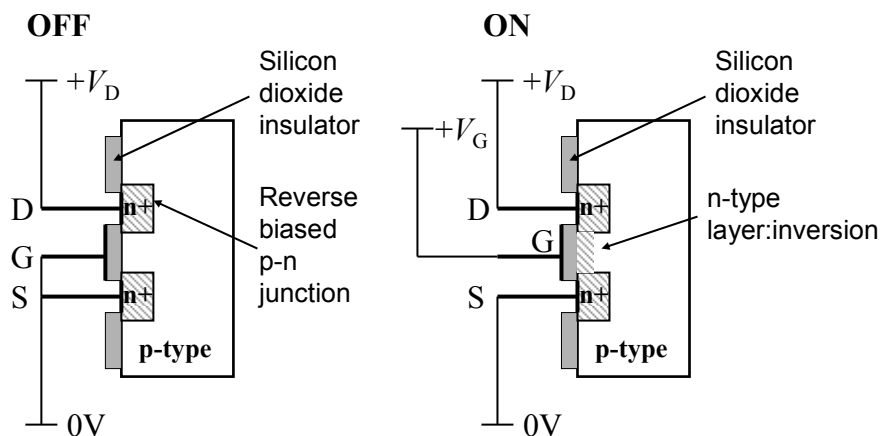 OFF
+VD
Silicon
dioxide
insulator
D
n+
Reverse
biased
p-n
junction
G
S
n+
p-type
0V
ON
+VD
+VG
Silicon
dioxide
insulator
D
n+
G
n-type
layer:inversion
S
n+
p-type
0V